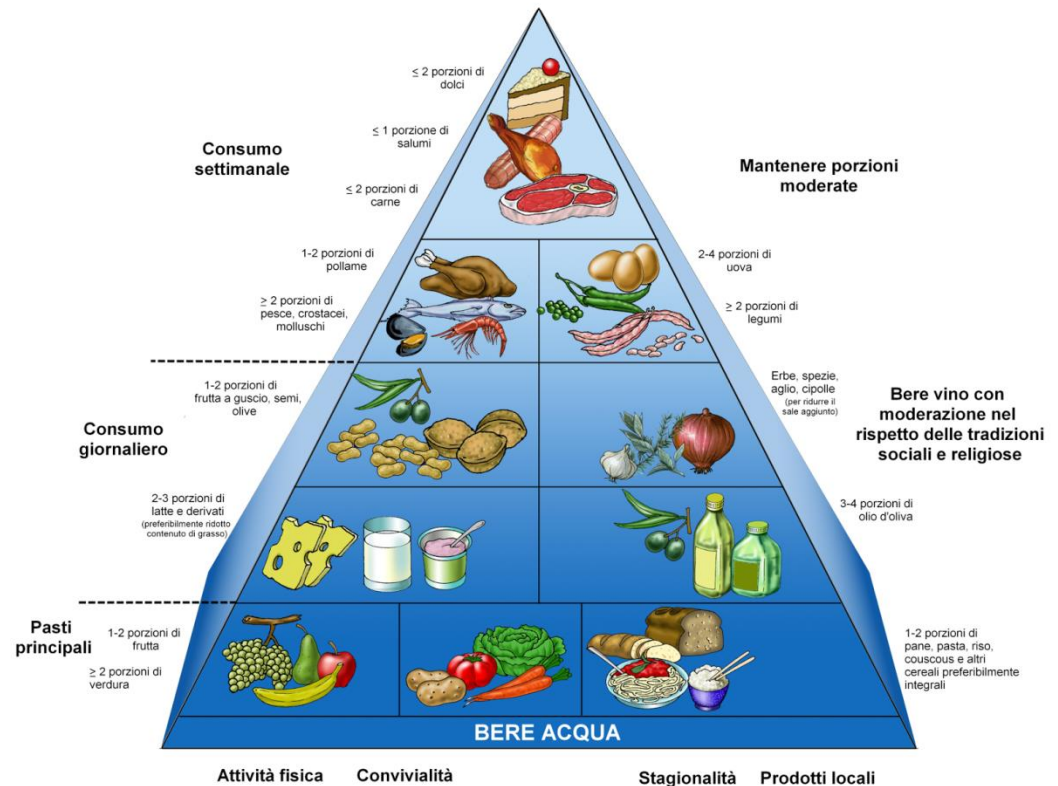 ≤ 2 porzioni di
dolci
≤ 1 porzione di
salumi
Consumo
settimanale
≤ 2 porzioni di
carne
Mantenere porzioni
moderate
1-2 porzioni di
pollame
2-4 porzioni di
uova
≥ 2 porzioni di
pesce, crostacei,
molluschi
≥ 2 porzioni di
legumi
1-2 porzioni di
frutta a guscio, semi,
olive
Erbe, spezie,
aglio, cipolle
(per ridurre il
sale aggiunto)
Consumo
giornaliero
Bere vino con
moderazione nel
rispetto delle tradizioni
sociali e religiose
2-3 porzioni di
latte e derivati
(preferibilmente ridotto
contenuto di grasso)
3-4 porzioni di
olio d'oliva
Pasti
principali
1-2 porzioni di
frutta
≥ 2 porzioni di
verdura
1-2 porzioni di
pane, pasta, riso,
couscous e altri
cereali preferibilmente
integrali
BERE ACQUA
Attività fisica
Convivialità
Stagionalità
Prodotti locali